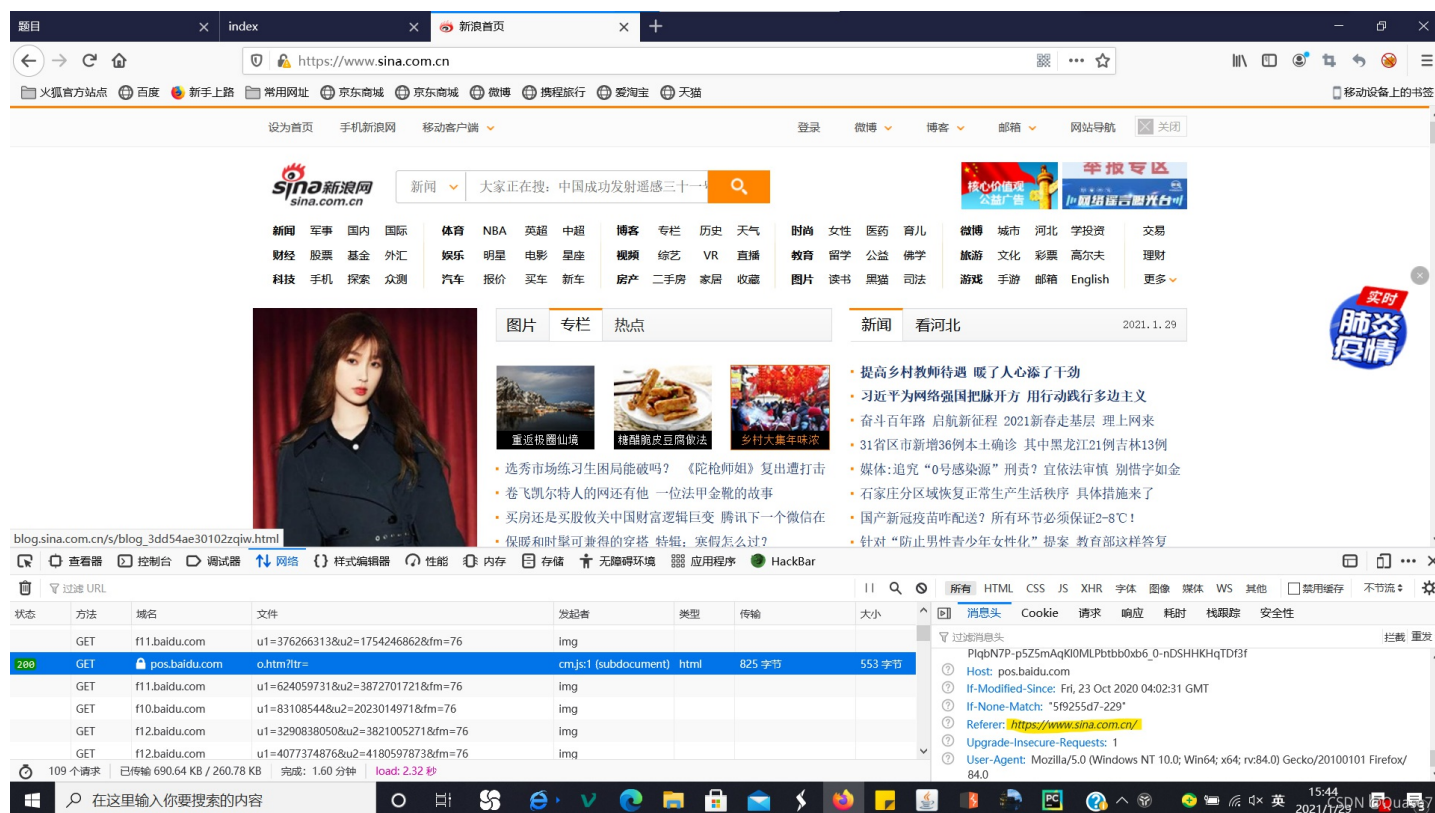 题目 index 新浪首页
https://www.sina.com.cn
火狐官方站点 百度 新手上路 常用网址 京东商城 京东商城 微博 携程旅行 爱淘宝 天猫 移动设备上的书签
设为首页 手机新浪网 移动客户端 登录 微博 博客 邮箱 网站导航 关闭
sina新浪网
sina.com.cn
新闻 大家正在搜：中国成功发射遥感三十一号
核心价值观
公益广告
举报专区
网络谣言曝光台
新闻 军事 国内 国际 体育 NBA 英超 中超 博客 专栏 历史 天气 时尚 女性 医药 育儿 微博 城市 河北 学投资 交易
财经 股票 基金 外汇 娱乐 明星 电影 星座 视频 综艺 VR 直播 教育 留学 公益 佛学 旅游 文化 彩票 高尔夫 理财
科技 手机 探索 众测 汽车 报价 买车 新车 房产 二手房 家居 收藏 图片 读书 黑猫 司法 游戏 手游 邮箱 English 更多
实时
肺炎
疫情
图片 专栏 热点
重返极圈仙境 糖醋脆皮豆腐做法 乡村大集年味浓
选秀市场练习生困局能破吗？ 《陀枪师姐》复出遭打击
卷飞凯尔特人的网还有他 一位法甲金靴的故事
买房还是买股攸关中国财富逻辑巨变 腾讯下一个微信在
保暖和时髦可兼得的穿搭 特辑：寒假怎么过？
新闻 看河北 2021.1.29
提高乡村教师待遇 暖了人心添了干劲
习近平为网络强国把脉开方 用行动践行多边主义
奋斗百年路 启航新征程 2021新春走基层 理上网来
31省区市新增36例本土确诊 其中黑龙江21例吉林13例
媒体:追究“0号感染源”刑责？宜依法审慎 别惜字如金
石家庄分区域恢复正常生产生活秩序 具体措施来了
国产新冠疫苗咋配送？所有环节必须保证2-8℃！
针对“防止男性青少年女性化”提案 教育部这样答复
blog.sina.com.cn/s/blog_3dd54ae30102zqiw.html
查看器 控制台 调试器 网络 {} 样式编辑器 性能 内存 存储 无障碍环境 应用程序 HackBar
过滤 URL 所有 HTML CSS JS XHR 字体 图像 媒体 WS 其他 禁用缓存 不节流
状态 方法 域名 文件 发起者 类型 传输 大小
GET f11.baidu.com u1=376266313&u2=1754246862&fm=76 img
200 GET pos.baidu.com o.htm?ltr= cm.js:1 (subdocument) html 825 字节 553 字节
GET f11.baidu.com u1=624059731&u2=3872701721&fm=76 img
GET f10.baidu.com u1=83108544&u2=2023014971&fm=76 img
GET f12.baidu.com u1=3290838050&u2=3821005271&fm=76 img
GET f12.baidu.com u1=4077374876&u2=4180597873&fm=76 img
109 个请求 已传输 690.64 KB / 260.78 KB 完成：1.60 分钟 load: 2.32 秒
消息头 Cookie 请求 响应 耗时 栈跟踪 安全性
过滤消息头 拦截 重发
PIqbN7P-p5Z5mAqKl0MLPbtbb0xb6_0-nDSHHKHqTDf3f
Host: pos.baidu.com
If-Modified-Since: Fri, 23 Oct 2020 04:02:31 GMT
If-None-Match: "5f9255d7-229"
Referer: https://www.sina.com.cn/
Upgrade-Insecure-Requests: 1
User-Agent: Mozilla/5.0 (Windows NT 10.0; Win64; x64; rv:84.0) Gecko/20100101 Firefox/
84.0
在这里输入你要搜索的内容
英
15:44
2021/1/29